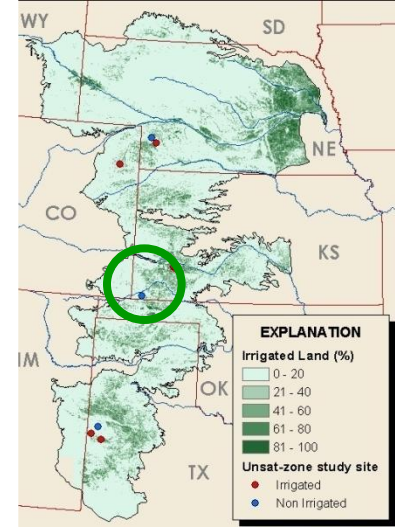 WY
SD
NE
CO
KS
NM
OK
TX
EXPLANATION
Irrigated Land (%)
0 - 20
21 - 40
41 - 60
61 - 80
81 - 100
Unsat-zone study site
Irrigated
Non Irrigated